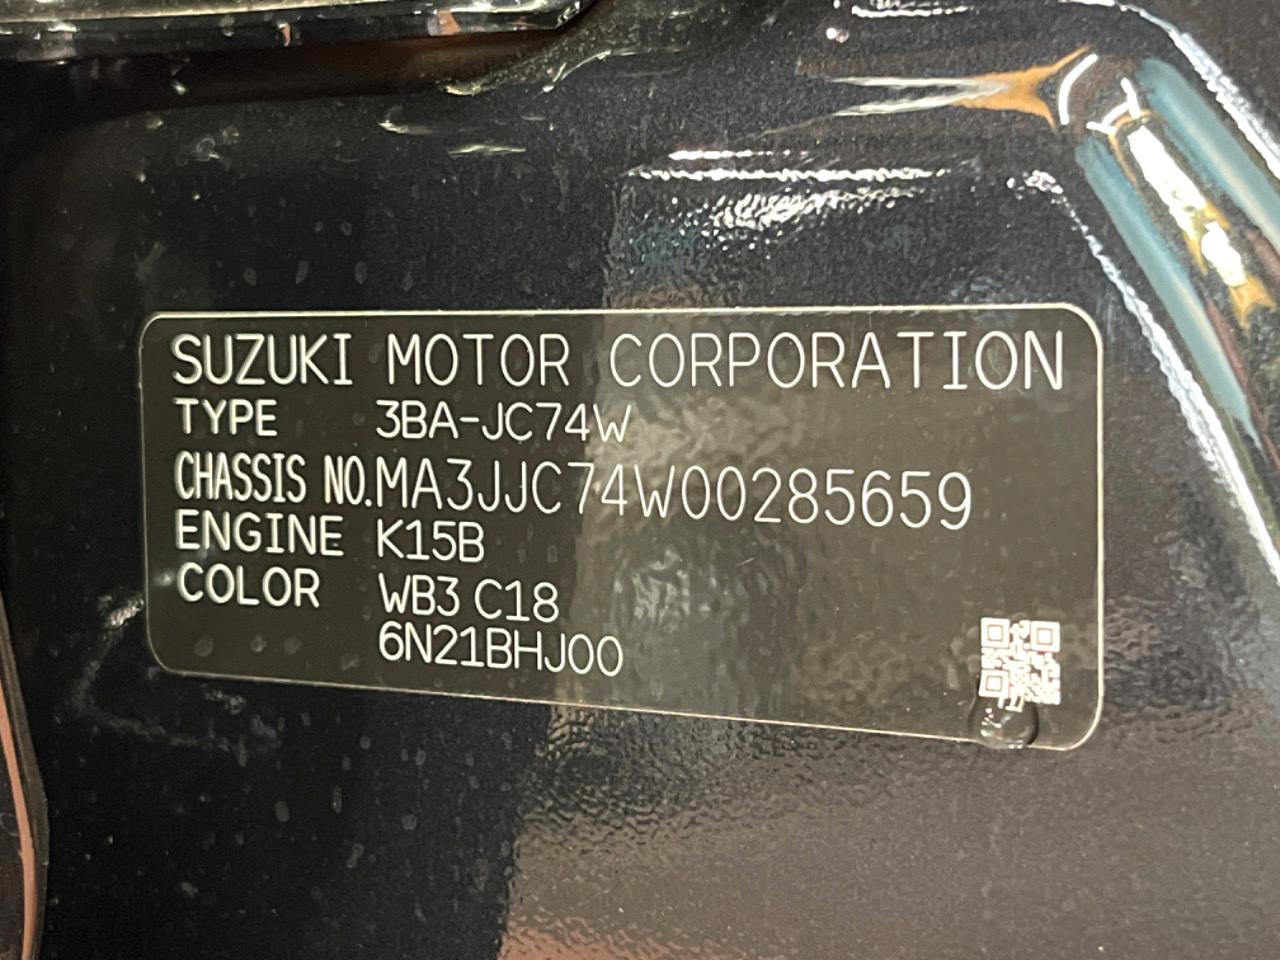 SUZUKI MOTOR CORPORATION
TYPE 3BA-JC74W
CHASSIS NO.MA3JJC74W00285659
ENGINE K15B
COLOR WB3 C18
6N21BHJ00